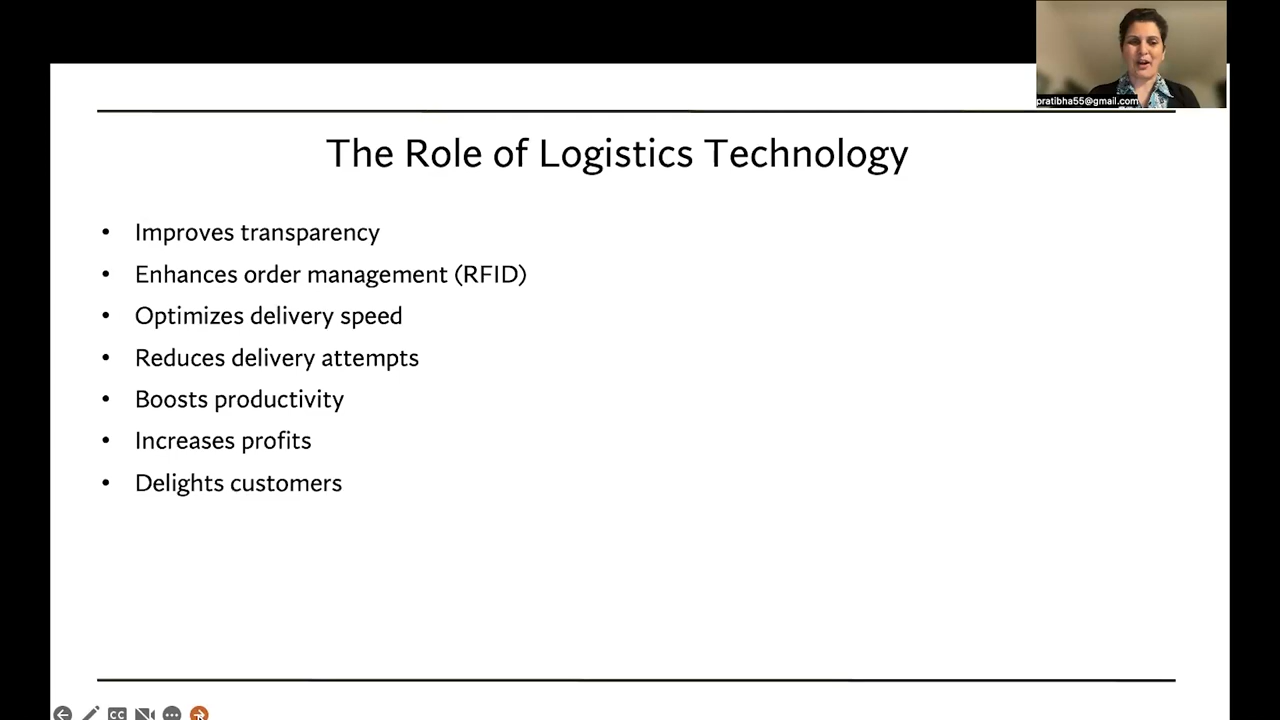 pratibha55@gmail.com
The Role of Logistics Technology
• Improves transparency
• Enhances order management (RFID)
• Optimizes delivery speed
• Reduces delivery attempts
• Boosts productivity
• Increases profits
• Delights customers
CC